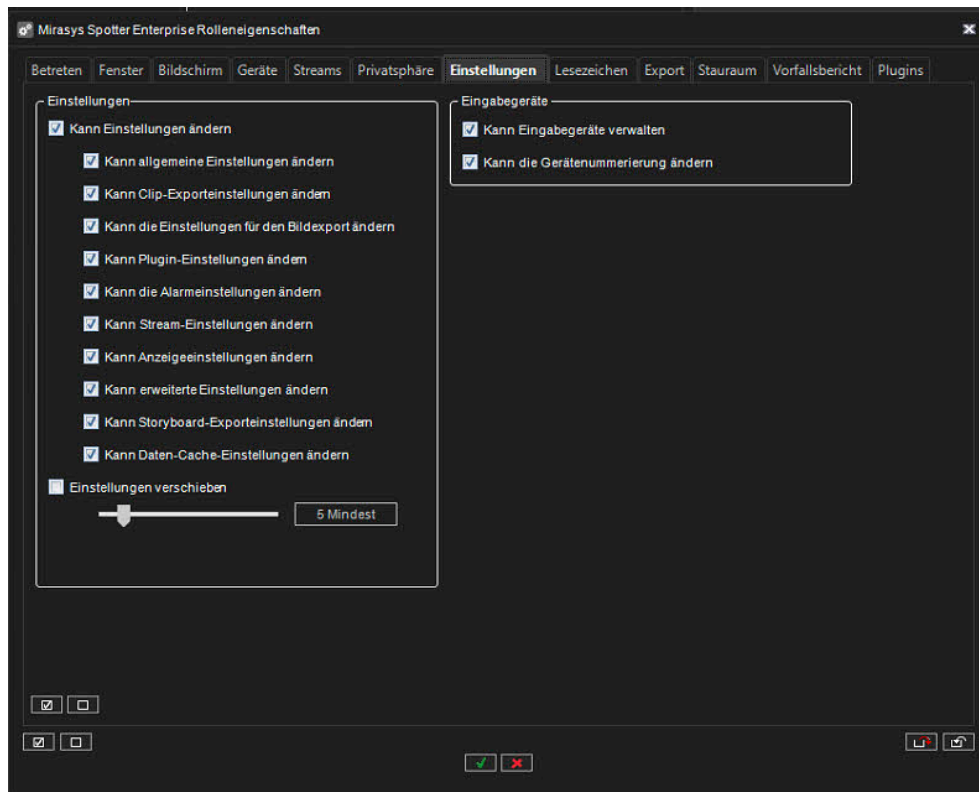 Mirasys Spotter Enterprise Rolleneigenschaften
Betreten Fenster Bildschirm Geräte Streams Privatsphäre Einstellungen Lesezeichen Export Stauraum Vorfallsbericht Plugins
Einstellungen
Kann Einstellungen ändern
Kann allgemeine Einstellungen ändern
Kann Clip-Exporteinstellungen ändern
Kann die Einstellungen für den Bildexport ändern
Kann Plugin-Einstellungen ändern
Kann die Alarmeinstellungen ändern
Kann Stream-Einstellungen ändern
Kann Anzeigeeinstellungen ändern
Kann erweiterte Einstellungen ändern
Kann Storyboard-Exporteinstellungen ändern
Kann Daten-Cache-Einstellungen ändern
Einstellungen verschieben
5 Mindest
Eingabegeräte
Kann Eingabegeräte verwalten
Kann die Gerätenummerierung ändern